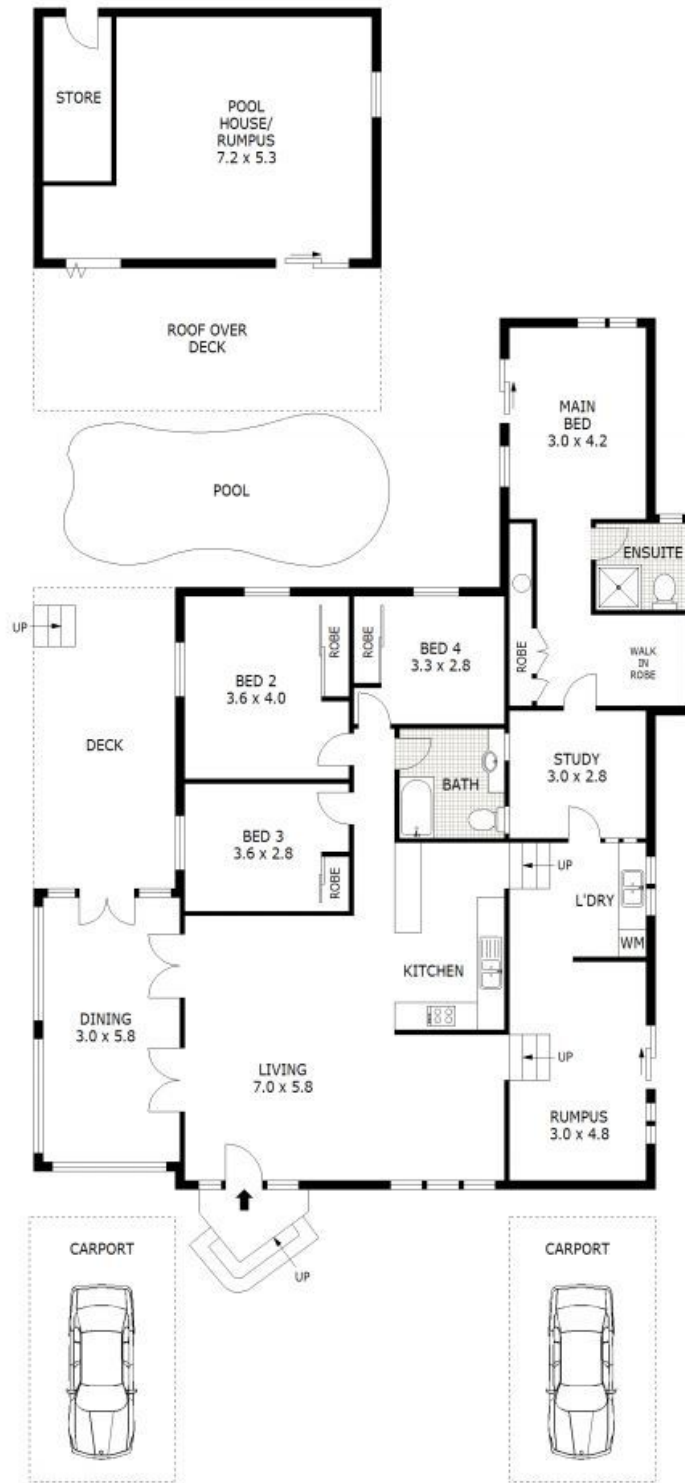 STORE
POOL
HOUSE/
RUMPUS
7.2 x 5.3
ROOF OVER
DECK
MAIN
BED
3.0 x 4.2
POOL
ENSUITE
UP
ROBE
ROBE
BED 4
3.3 x 2.8
BED 2
3.6 x 4.0
ROBE
WALK
IN
ROBE
DECK
STUDY
3.0 x 2.8
BATH
BED 3
3.6 x 2.8
ROBE
UP
L'DRY
WM
KITCHEN
DINING
3.0 x 5.8
LIVING
7.0 x 5.8
UP
RUMPUS
3.0 x 4.8
CARPORT
UP
CARPORT